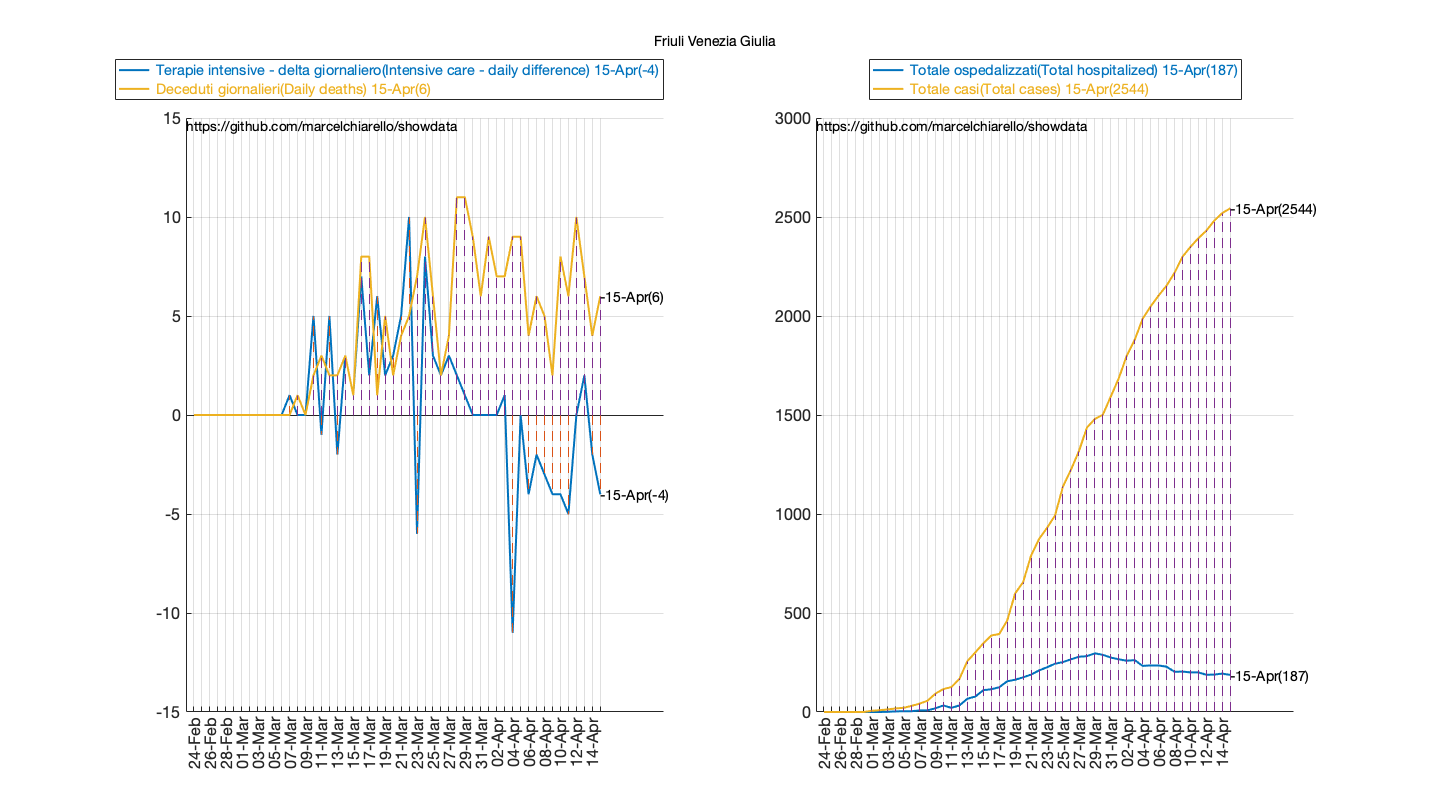 Friuli Venezia Giulia
Terapie intensive - delta giornaliero(Intensive care - daily difference) 15-Apr(-4)
Deceduti giornalieri(Daily deaths) 15-Apr(6)
https://github.com/marcelchiarello/showdata
15
10
5
0
-5
-10
-15
15-Apr(6)
15-Apr(-4)
24-Feb
26-Feb
28-Feb
01-Mar
03-Mar
05-Mar
07-Mar
09-Mar
11-Mar
13-Mar
15-Mar
17-Mar
19-Mar
21-Mar
23-Mar
25-Mar
27-Mar
29-Mar
31-Mar
02-Apr
04-Apr
06-Apr
08-Apr
10-Apr
12-Apr
14-Apr
Totale ospedalizzati(Total hospitalized) 15-Apr(187)
Totale casi(Total cases) 15-Apr(2544)
https://github.com/marcelchiarello/showdata
3000
2500
2000
1500
1000
500
0
15-Apr(2544)
15-Apr(187)
24-Feb
26-Feb
28-Feb
01-Mar
03-Mar
05-Mar
07-Mar
09-Mar
11-Mar
13-Mar
15-Mar
17-Mar
19-Mar
21-Mar
23-Mar
25-Mar
27-Mar
29-Mar
31-Mar
02-Apr
04-Apr
06-Apr
08-Apr
10-Apr
12-Apr
14-Apr